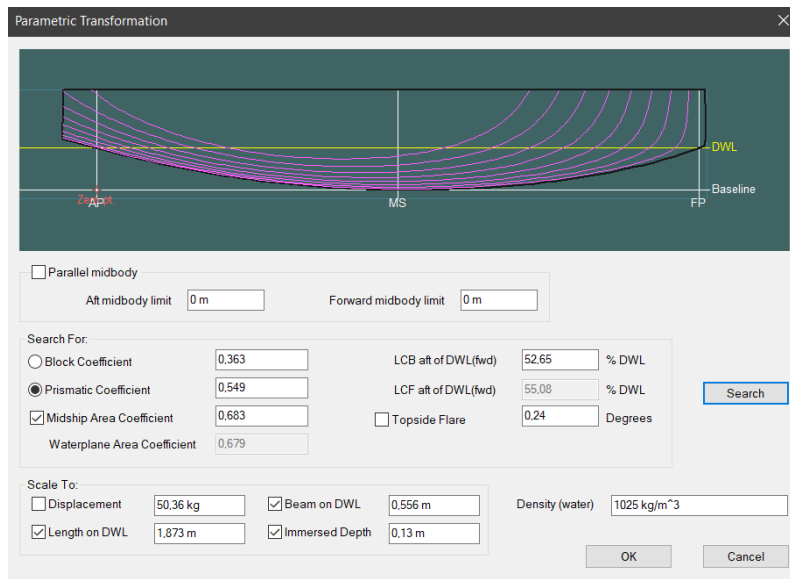 Parametric Transformation
DWL
Baseline
Zero pt.
AP
MS
FP
Parallel midbody
Aft midbody limit 0 m Forward midbody limit 0 m
Search For:
Block Coefficient 0,363 LCB aft of DWL(fwd) 52,65 % DWL
Prismatic Coefficient 0,549 LCF aft of DWL(fwd) 55,08 % DWL Search
Midship Area Coefficient 0,683 Topside Flare 0,24 Degrees
Waterplane Area Coefficient 0,679
Scale To:
Displacement 50,36 kg Beam on DWL 0,556 m Density (water) 1025 kg/m^3
Length on DWL 1,873 m Immersed Depth 0,13 m
OK Cancel